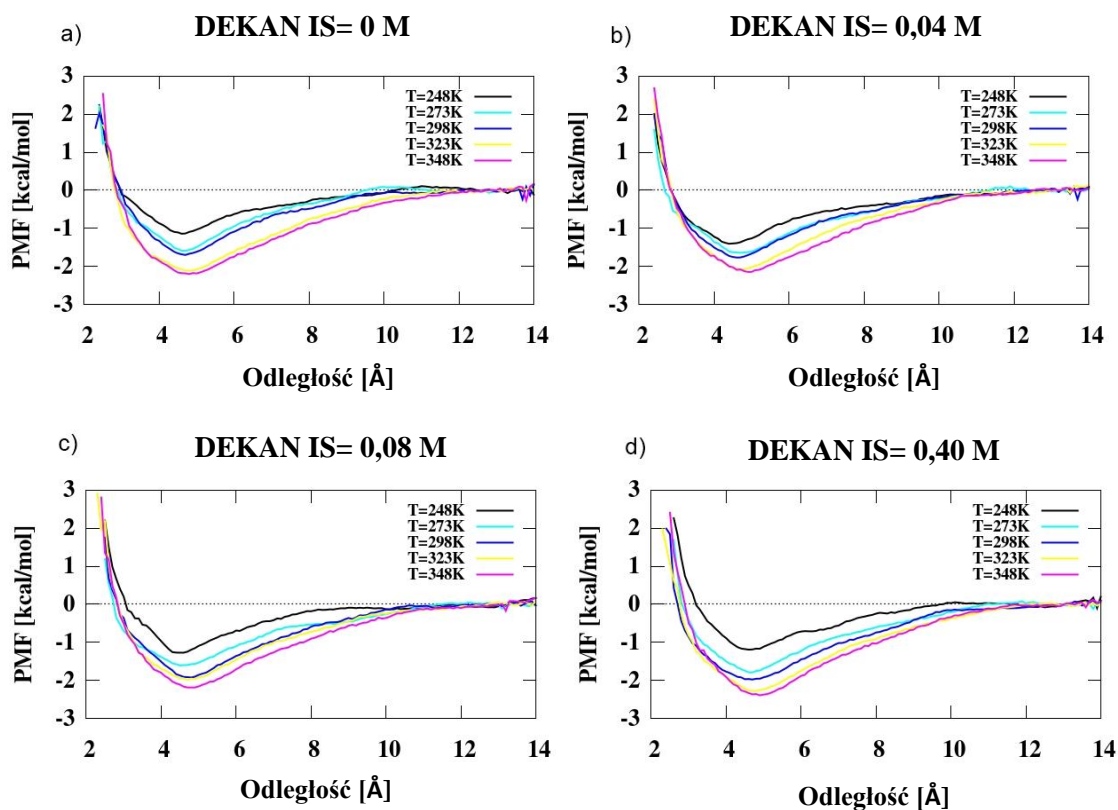 a)
DEKAN IS= 0 M
PMF [kcal/mol]
3
2
1
0
-1
-2
-3
T=248K
T=273K
T=298K
T=323K
T=348K
2 4 6 8 10 12 14
Odległość [Å]
b)
DEKAN IS= 0,04 M
PMF [kcal/mol]
3
2
1
0
-1
-2
-3
T=248K
T=273K
T=298K
T=323K
T=348K
2 4 6 8 10 12 14
Odległość [Å]
c)
DEKAN IS= 0,08 M
PMF [kcal/mol]
3
2
1
0
-1
-2
-3
T=248K
T=273K
T=298K
T=323K
T=348K
2 4 6 8 10 12 14
Odległość [Å]
d)
DEKAN IS= 0,40 M
PMF [kcal/mol]
3
2
1
0
-1
-2
-3
T=248K
T=273K
T=298K
T=323K
T=348K
2 4 6 8 10 12 14
Odległość [Å]